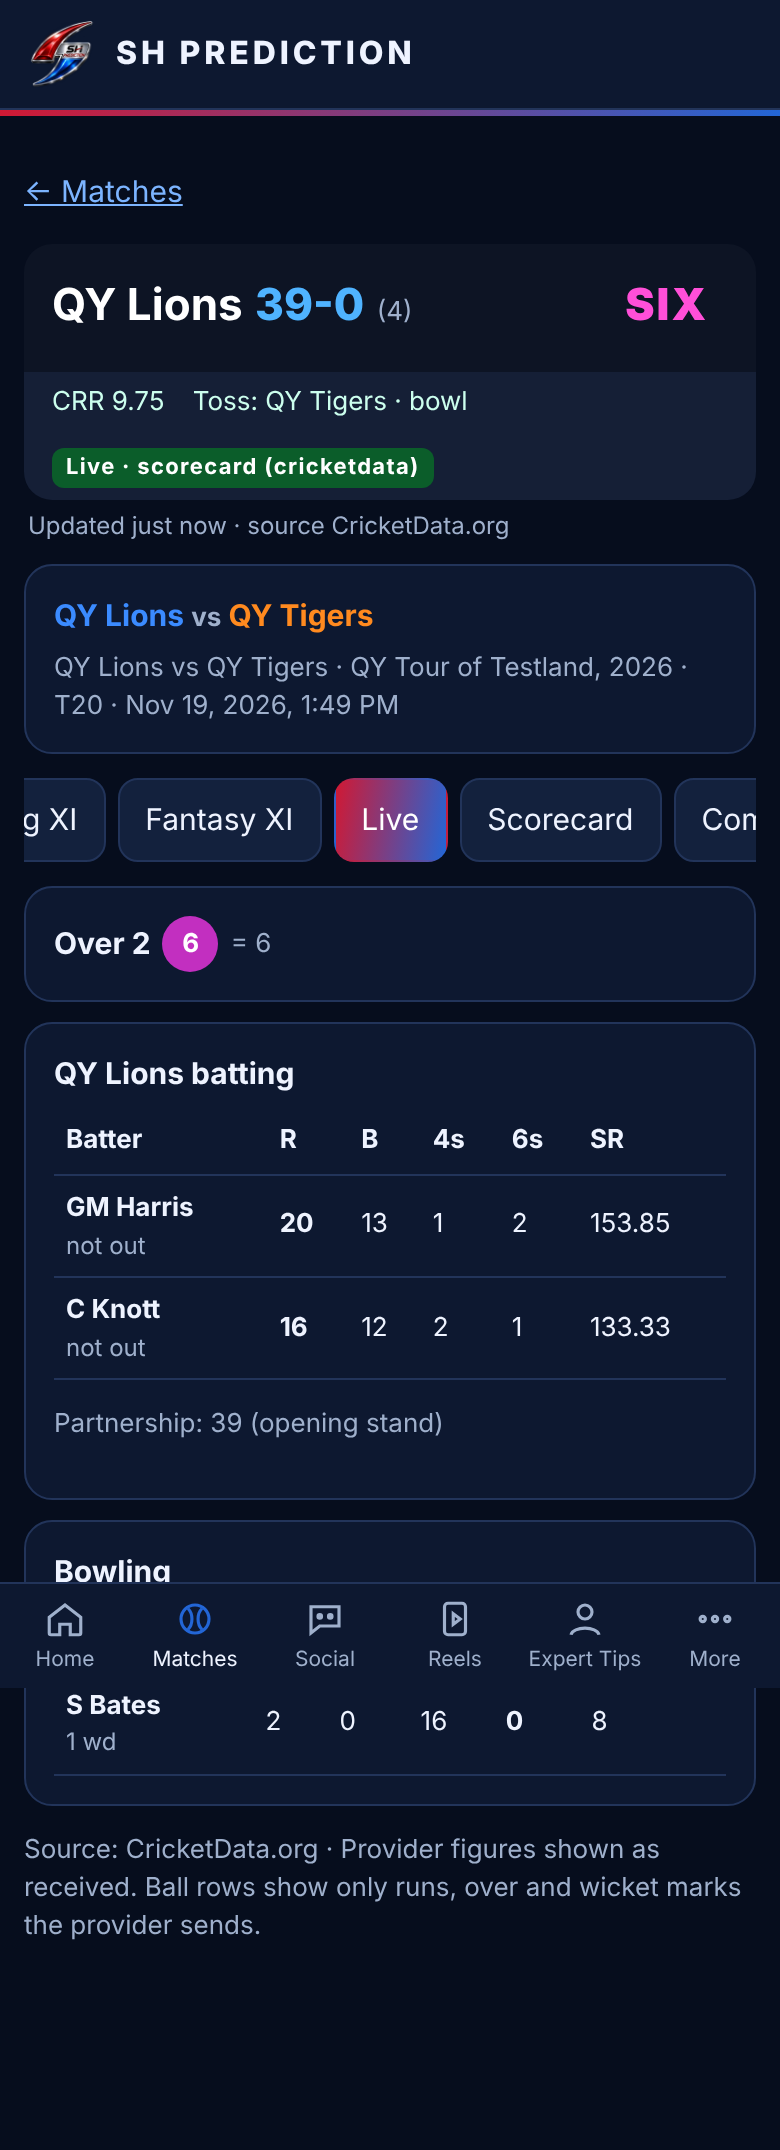 SH
SH PREDICTION
← Matches
QY Lions 39-0 (4) SIX
CRR 9.75 Toss: QY Tigers · bowl
Live · scorecard (cricketdata)
Updated just now · source CricketData.org
QY Lions vs QY Tigers
QY Lions vs QY Tigers · QY Tour of Testland, 2026 ·
T20 · Nov 19, 2026, 1:49 PM
g XI Fantasy XI Live Scorecard Com
Over 2 6 = 6
QY Lions batting
Batter R B 4s 6s SR
GM Harris 20 13 1 2 153.85
not out
C Knott 16 12 2 1 133.33
not out
Partnership: 39 (opening stand)
Bowling
Home Matches Social Reels Expert Tips More
S Bates 2 0 16 0 8
1 wd
Source: CricketData.org · Provider figures shown as
received. Ball rows show only runs, over and wicket marks
the provider sends.